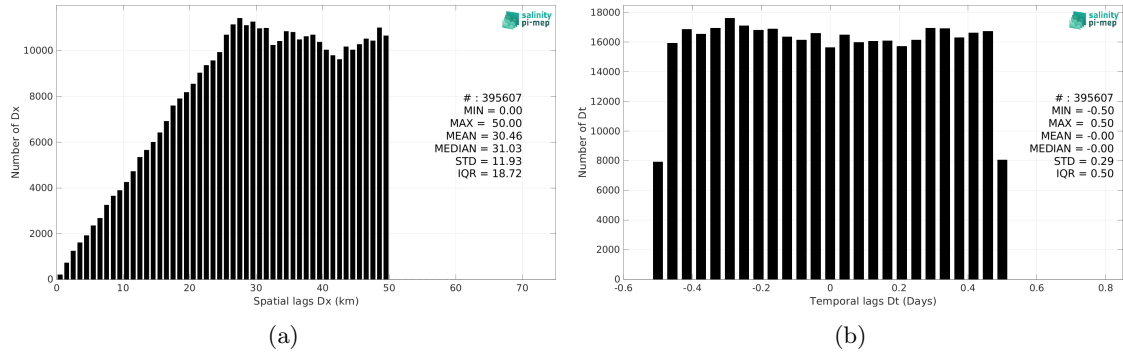 12000
10000
8000
6000
4000
2000
0
Number of Dx
0
10
20
30
40
50
60
70
Spatial lags Dx (km)
salinity
pi-mep
# : 395607
MIN = 0.00
MAX = 50.00
MEAN = 30.46
MEDIAN = 31.03
STD = 11.93
IQR = 18.72
(a)
18000
16000
14000
12000
10000
8000
6000
4000
2000
0
Number of Dt
-0.6
-0.4
-0.2
0
0.2
0.4
0.6
0.8
Temporal lags Dt (Days)
salinity
pi-mep
# : 395607
MIN = -0.50
MAX = 0.50
MEAN = -0.00
MEDIAN = -0.00
STD = 0.29
IQR = 0.50
(b)